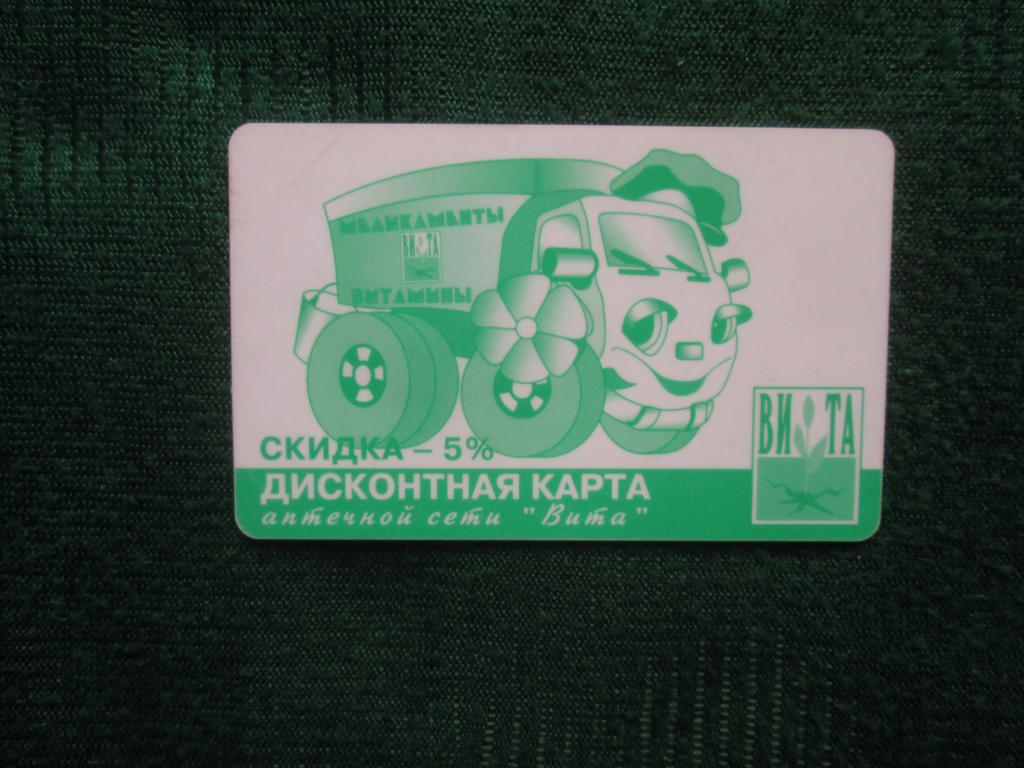 МЕДИКАМЕНТЫ
ВИТА
ВИТАМИНЫ
СКИДКА – 5%
ДИСКОНТНАЯ КАРТА
аптечной сети "Вита"
ВИТА